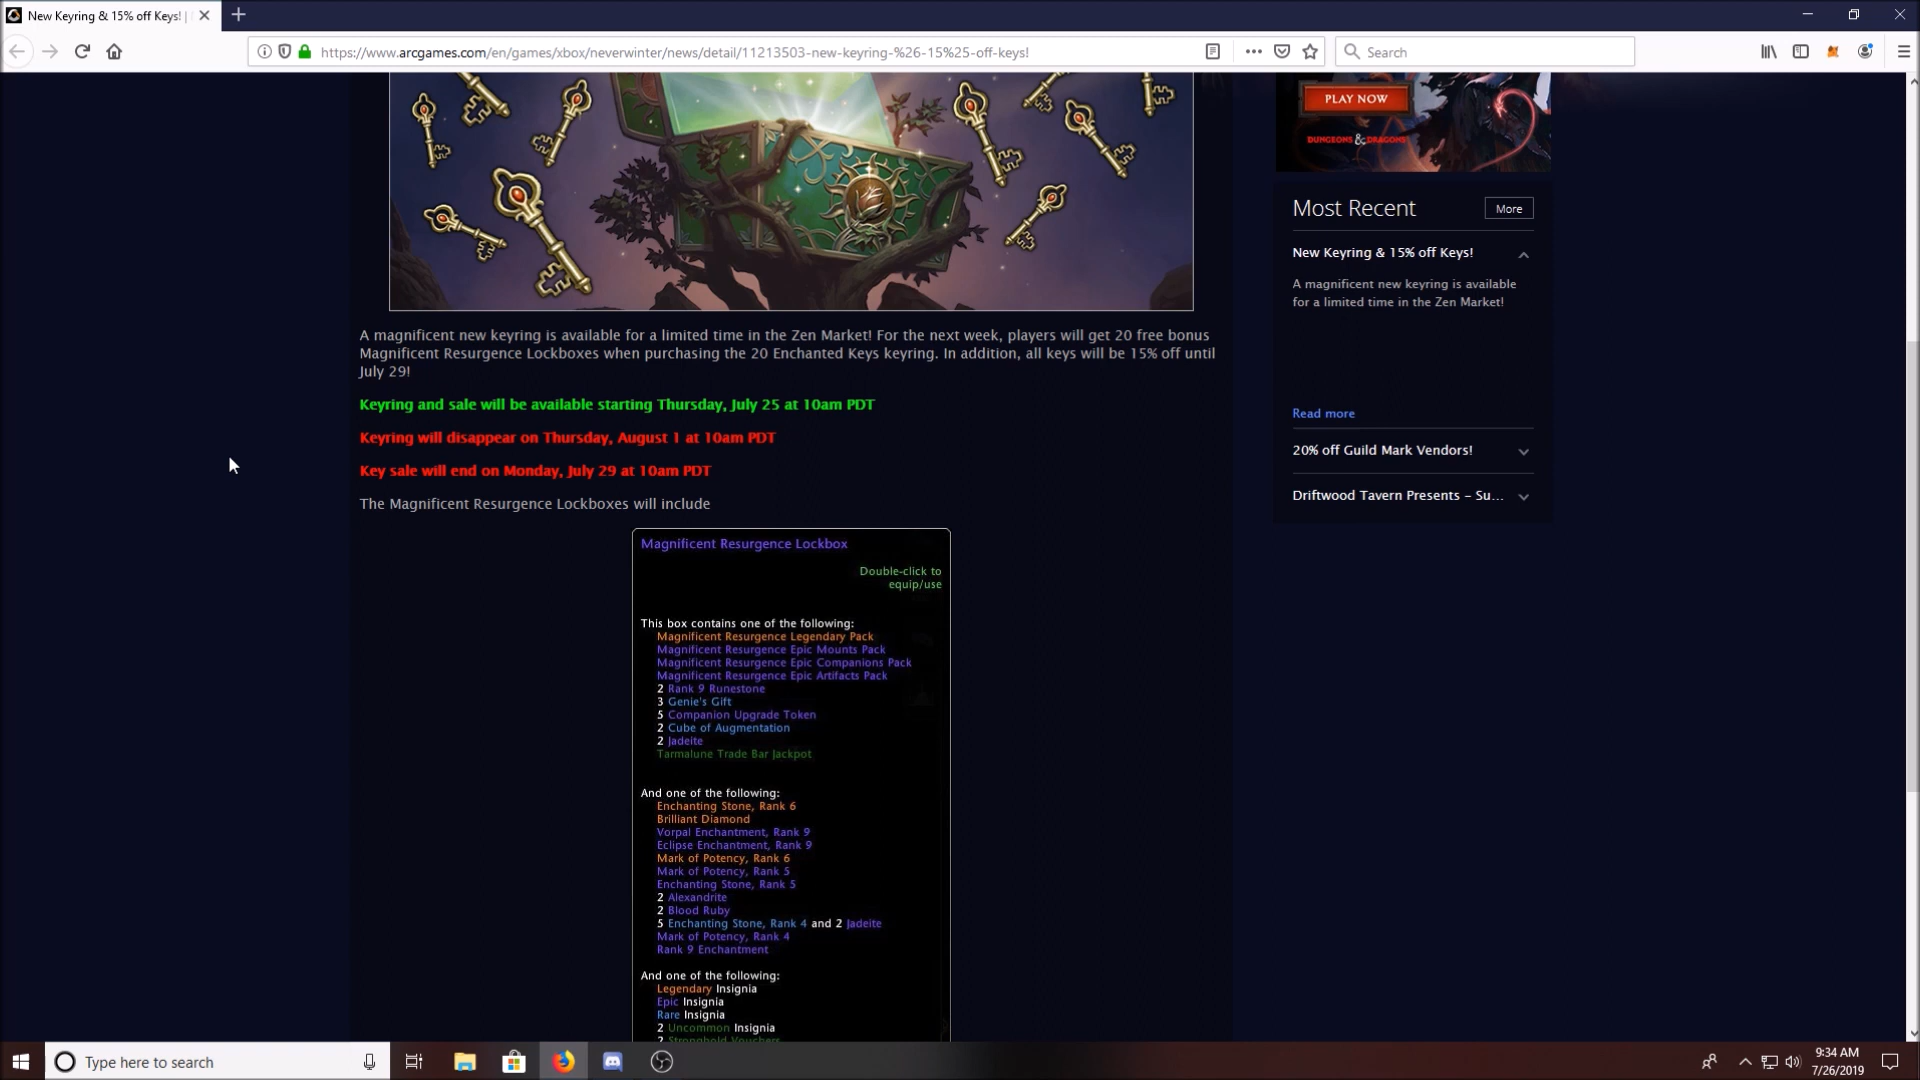 New Keyring & 15% off Keys! |
https://www.arcgames.com/en/games/xbox/neverwinter/news/detail/11213503-new-keyring-%26-15%25-off-keys!
Search
PLAY NOW
DUNGEONS & DRAGONS
Most Recent
More
New Keyring & 15% off Keys!
A magnificent new keyring is available
for a limited time in the Zen Market!
Read more
20% off Guild Mark Vendors!
Driftwood Tavern Presents – Su...
A magnificent new keyring is available for a limited time in the Zen Market! For the next week, players will get 20 free bonus
Magnificent Resurgence Lockboxes when purchasing the 20 Enchanted Keys keyring. In addition, all keys will be 15% off until
July 29!
Keyring and sale will be available starting Thursday, July 25 at 10am PDT
Keyring will disappear on Thursday, August 1 at 10am PDT
Key sale will end on Monday, July 29 at 10am PDT
The Magnificent Resurgence Lockboxes will include
Magnificent Resurgence Lockbox
Double-click to
equip/use
This box contains one of the following:
Magnificent Resurgence Legendary Pack
Magnificent Resurgence Epic Mounts Pack
Magnificent Resurgence Epic Companions Pack
Magnificent Resurgence Epic Artifacts Pack
2 Rank 9 Runestone
3 Genie's Gift
5 Companion Upgrade Token
2 Cube of Augmentation
2 Jadeite
Tarmalune Trade Bar Jackpot
And one of the following:
Enchanting Stone, Rank 6
Brilliant Diamond
Vorpal Enchantment, Rank 9
Eclipse Enchantment, Rank 9
Mark of Potency, Rank 6
Mark of Potency, Rank 5
Enchanting Stone, Rank 5
2 Alexandrite
2 Blood Ruby
5 Enchanting Stone, Rank 4 and 2 Jadeite
Mark of Potency, Rank 4
Rank 9 Enchantment
And one of the following:
Legendary Insignia
Epic Insignia
Rare Insignia
2 Uncommon Insignia
2 Stronghold Vouchers
Type here to search
9:34 AM
7/26/2019